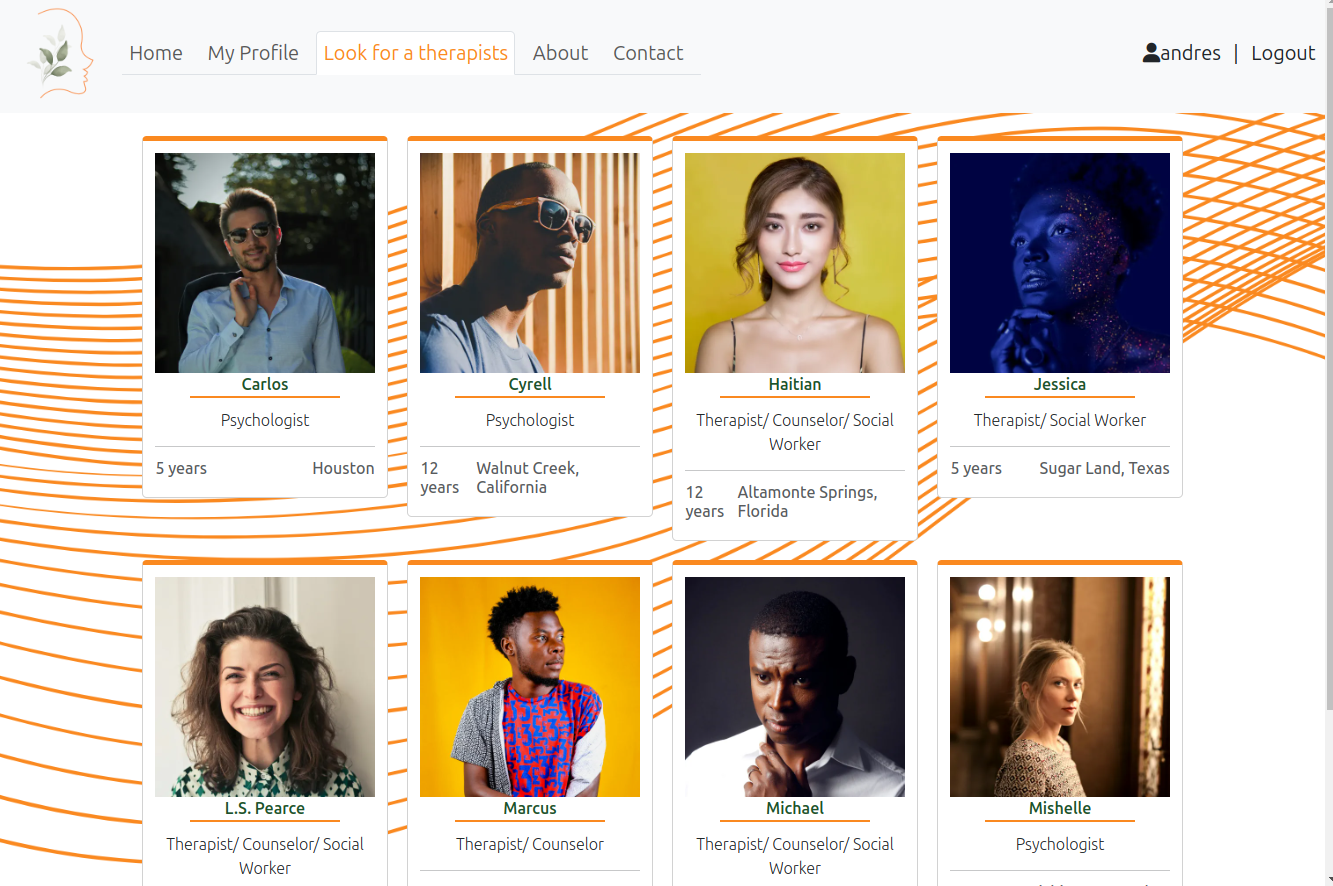 Home My Profile Look for a therapists About Contact andres | Logout
Carlos
Psychologist
5 years Houston
Cyrell
Psychologist
12 years
Walnut Creek,
California
Haitian
Therapist/ Counselor/ Social
Worker
12 years
Altamonte Springs,
Florida
Jessica
Therapist/ Social Worker
5 years Sugar Land, Texas
L.S. Pearce
Therapist/ Counselor/ Social
Worker
Marcus
Therapist/ Counselor
Michael
Therapist/ Counselor/ Social
Worker
Mishelle
Psychologist